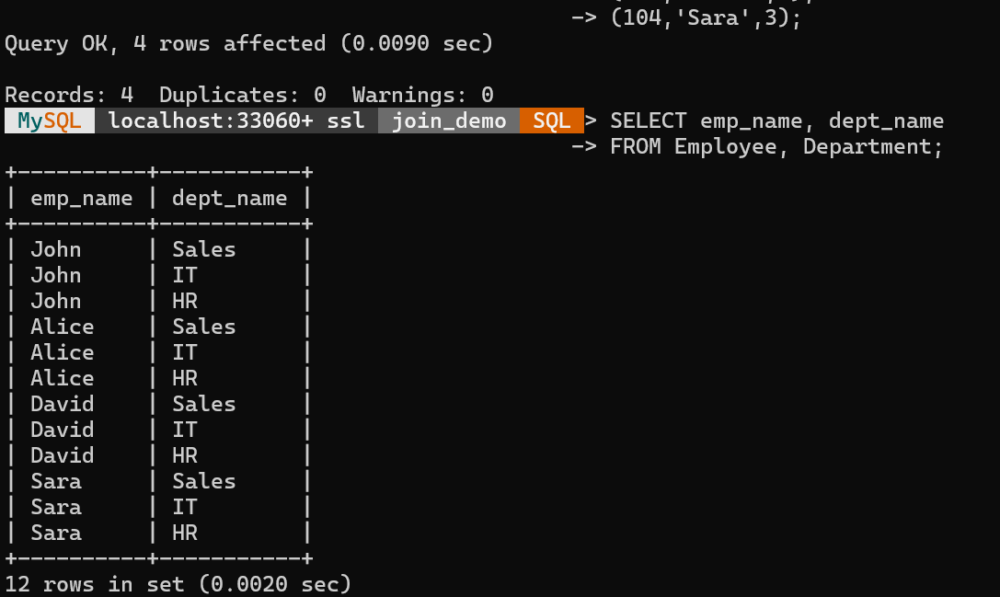 -> (104,'Sara',3);
Query OK, 4 rows affected (0.0090 sec)
Records: 4  Duplicates: 0  Warnings: 0
MySQL localhost:33060+ ssl join_demo SQL > SELECT emp_name, dept_name
-> FROM Employee, Department;
+----------+-----------+
| emp_name | dept_name |
+----------+-----------+
| John     | Sales     |
| John     | IT        |
| John     | HR        |
| Alice    | Sales     |
| Alice    | IT        |
| Alice    | HR        |
| David    | Sales     |
| David    | IT        |
| David    | HR        |
| Sara     | Sales     |
| Sara     | IT        |
| Sara     | HR        |
+----------+-----------+
12 rows in set (0.0020 sec)